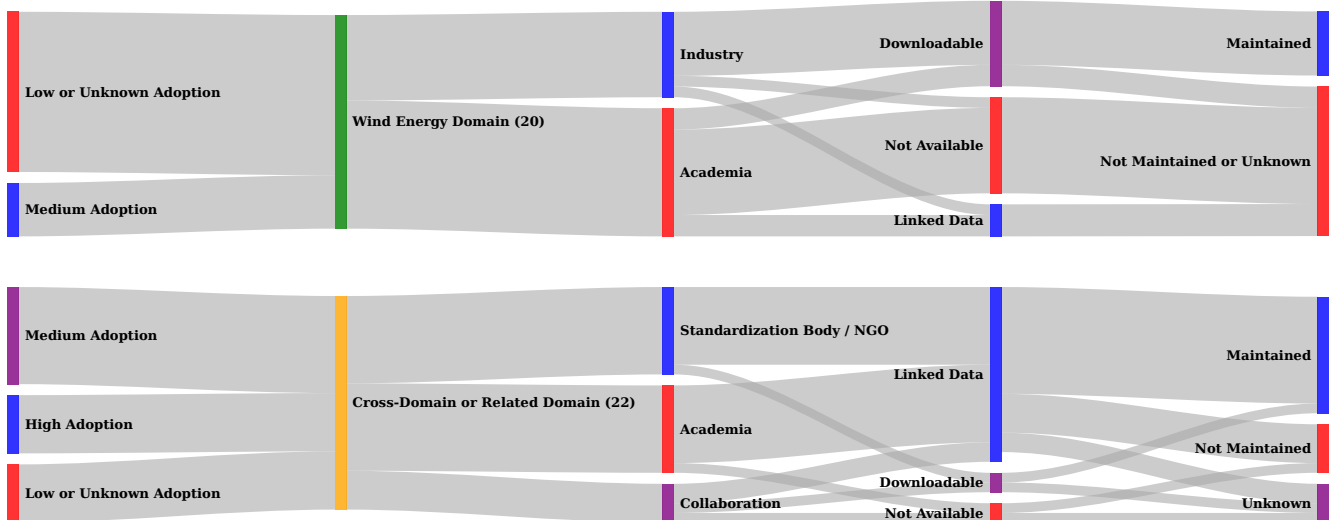 Low or Unknown Adoption
Medium Adoption
Wind Energy Domain (20)
Industry
Academia
Downloadable
Not Available
Linked Data
Maintained
Not Maintained or Unknown
Medium Adoption
High Adoption
Low or Unknown Adoption
Cross-Domain or Related Domain (22)
Standardization Body / NGO
Academia
Collaboration
Linked Data
Downloadable
Not Available
Maintained
Not Maintained
Unknown